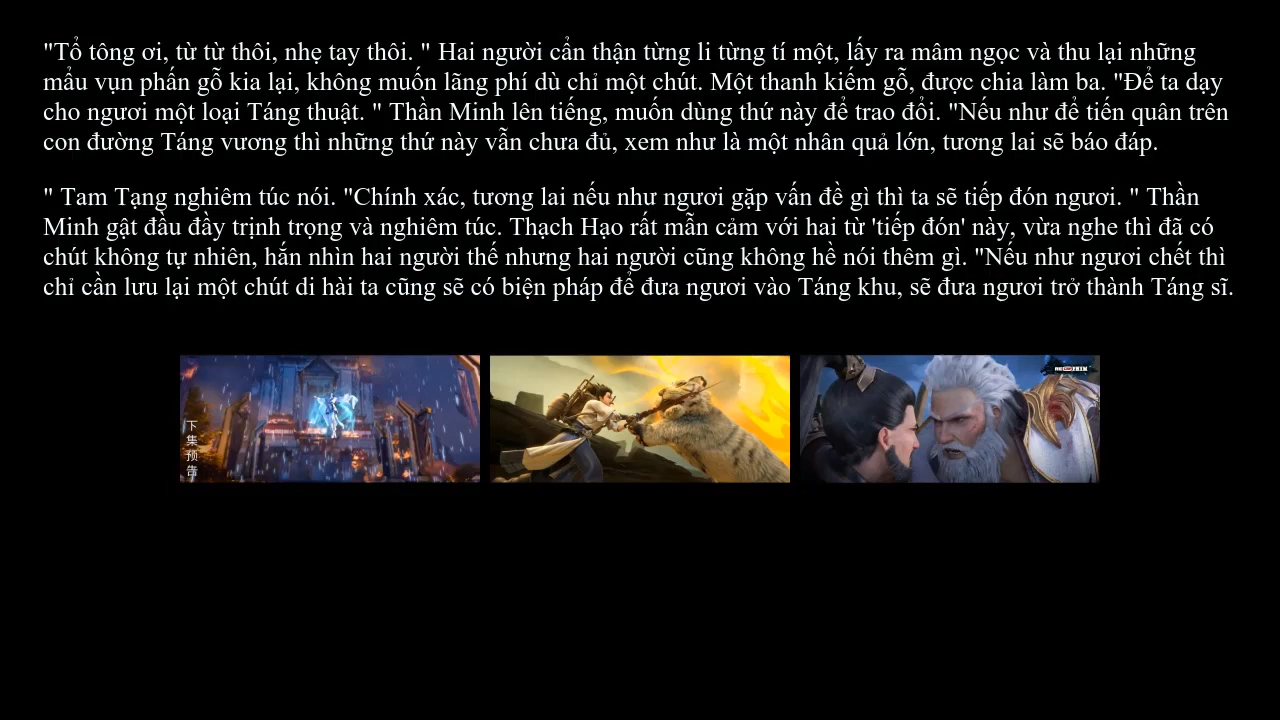 "Tổ tông ơi, từ từ thôi, nhẹ tay thôi. " Hai người cẩn thận từng li từng tí một, lấy ra mâm ngọc và thu lại những
mẩu vụn phấn gỗ kia lại, không muốn lãng phí dù chỉ một chút. Một thanh kiếm gỗ, được chia làm ba. "Để ta dạy
cho ngươi một loại Táng thuật. " Thần Minh lên tiếng, muốn dùng thứ này để trao đổi. "Nếu như để tiến quân trên
con đường Táng vương thì những thứ này vẫn chưa đủ, xem như là một nhân quả lớn, tương lai sẽ báo đáp.
" Tam Tạng nghiêm túc nói. "Chính xác, tương lai nếu như ngươi gặp vấn đề gì thì ta sẽ tiếp đón ngươi. " Thần
Minh gật đầu đầy trịnh trọng và nghiêm túc. Thạch Hạo rất mẫn cảm với hai từ 'tiếp đón' này, vừa nghe thì đã có
chút không tự nhiên, hắn nhìn hai người thế nhưng hai người cũng không hề nói thêm gì. "Nếu như ngươi chết thì
chỉ cần lưu lại một chút di hài ta cũng sẽ có biện pháp để đưa ngươi vào Táng khu, sẽ đưa ngươi trở thành Táng sĩ.
下集预告